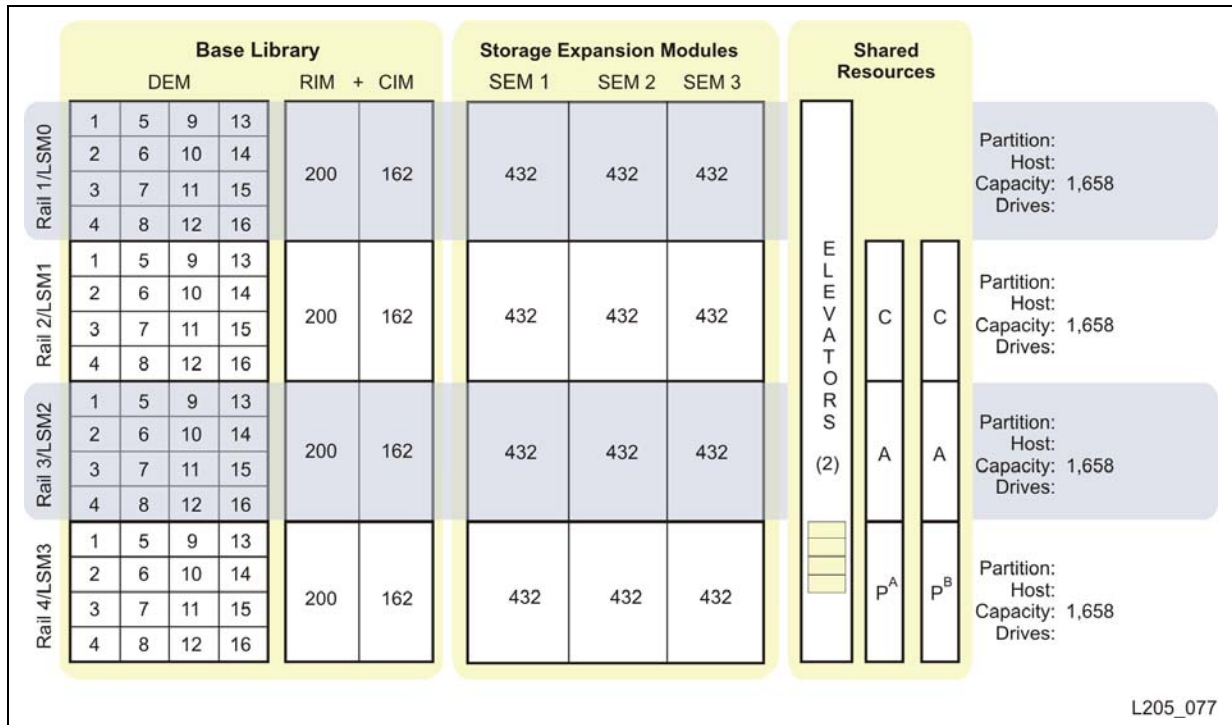 Base Library
Storage Expansion Modules
Shared
Resources
DEM RIM + CIM SEM 1 SEM 2 SEM 3
Rail 1/LSM0
1 5 9 13
2 6 10 14
3 7 11 15
4 8 12 16
200 162 432 432 432
Partition:
Host:
Capacity: 1,658
Drives:
Rail 2/LSM1
1 5 9 13
2 6 10 14
3 7 11 15
4 8 12 16
200 162 432 432 432
Partition:
Host:
Capacity: 1,658
Drives:
Rail 3/LSM2
1 5 9 13
2 6 10 14
3 7 11 15
4 8 12 16
200 162 432 432 432
Partition:
Host:
Capacity: 1,658
Drives:
Rail 4/LSM3
1 5 9 13
2 6 10 14
3 7 11 15
4 8 12 16
200 162 432 432 432
Partition:
Host:
Capacity: 1,658
Drives:
ELEVATORS
(2)
C C
A A
P^A P^B
L205_077